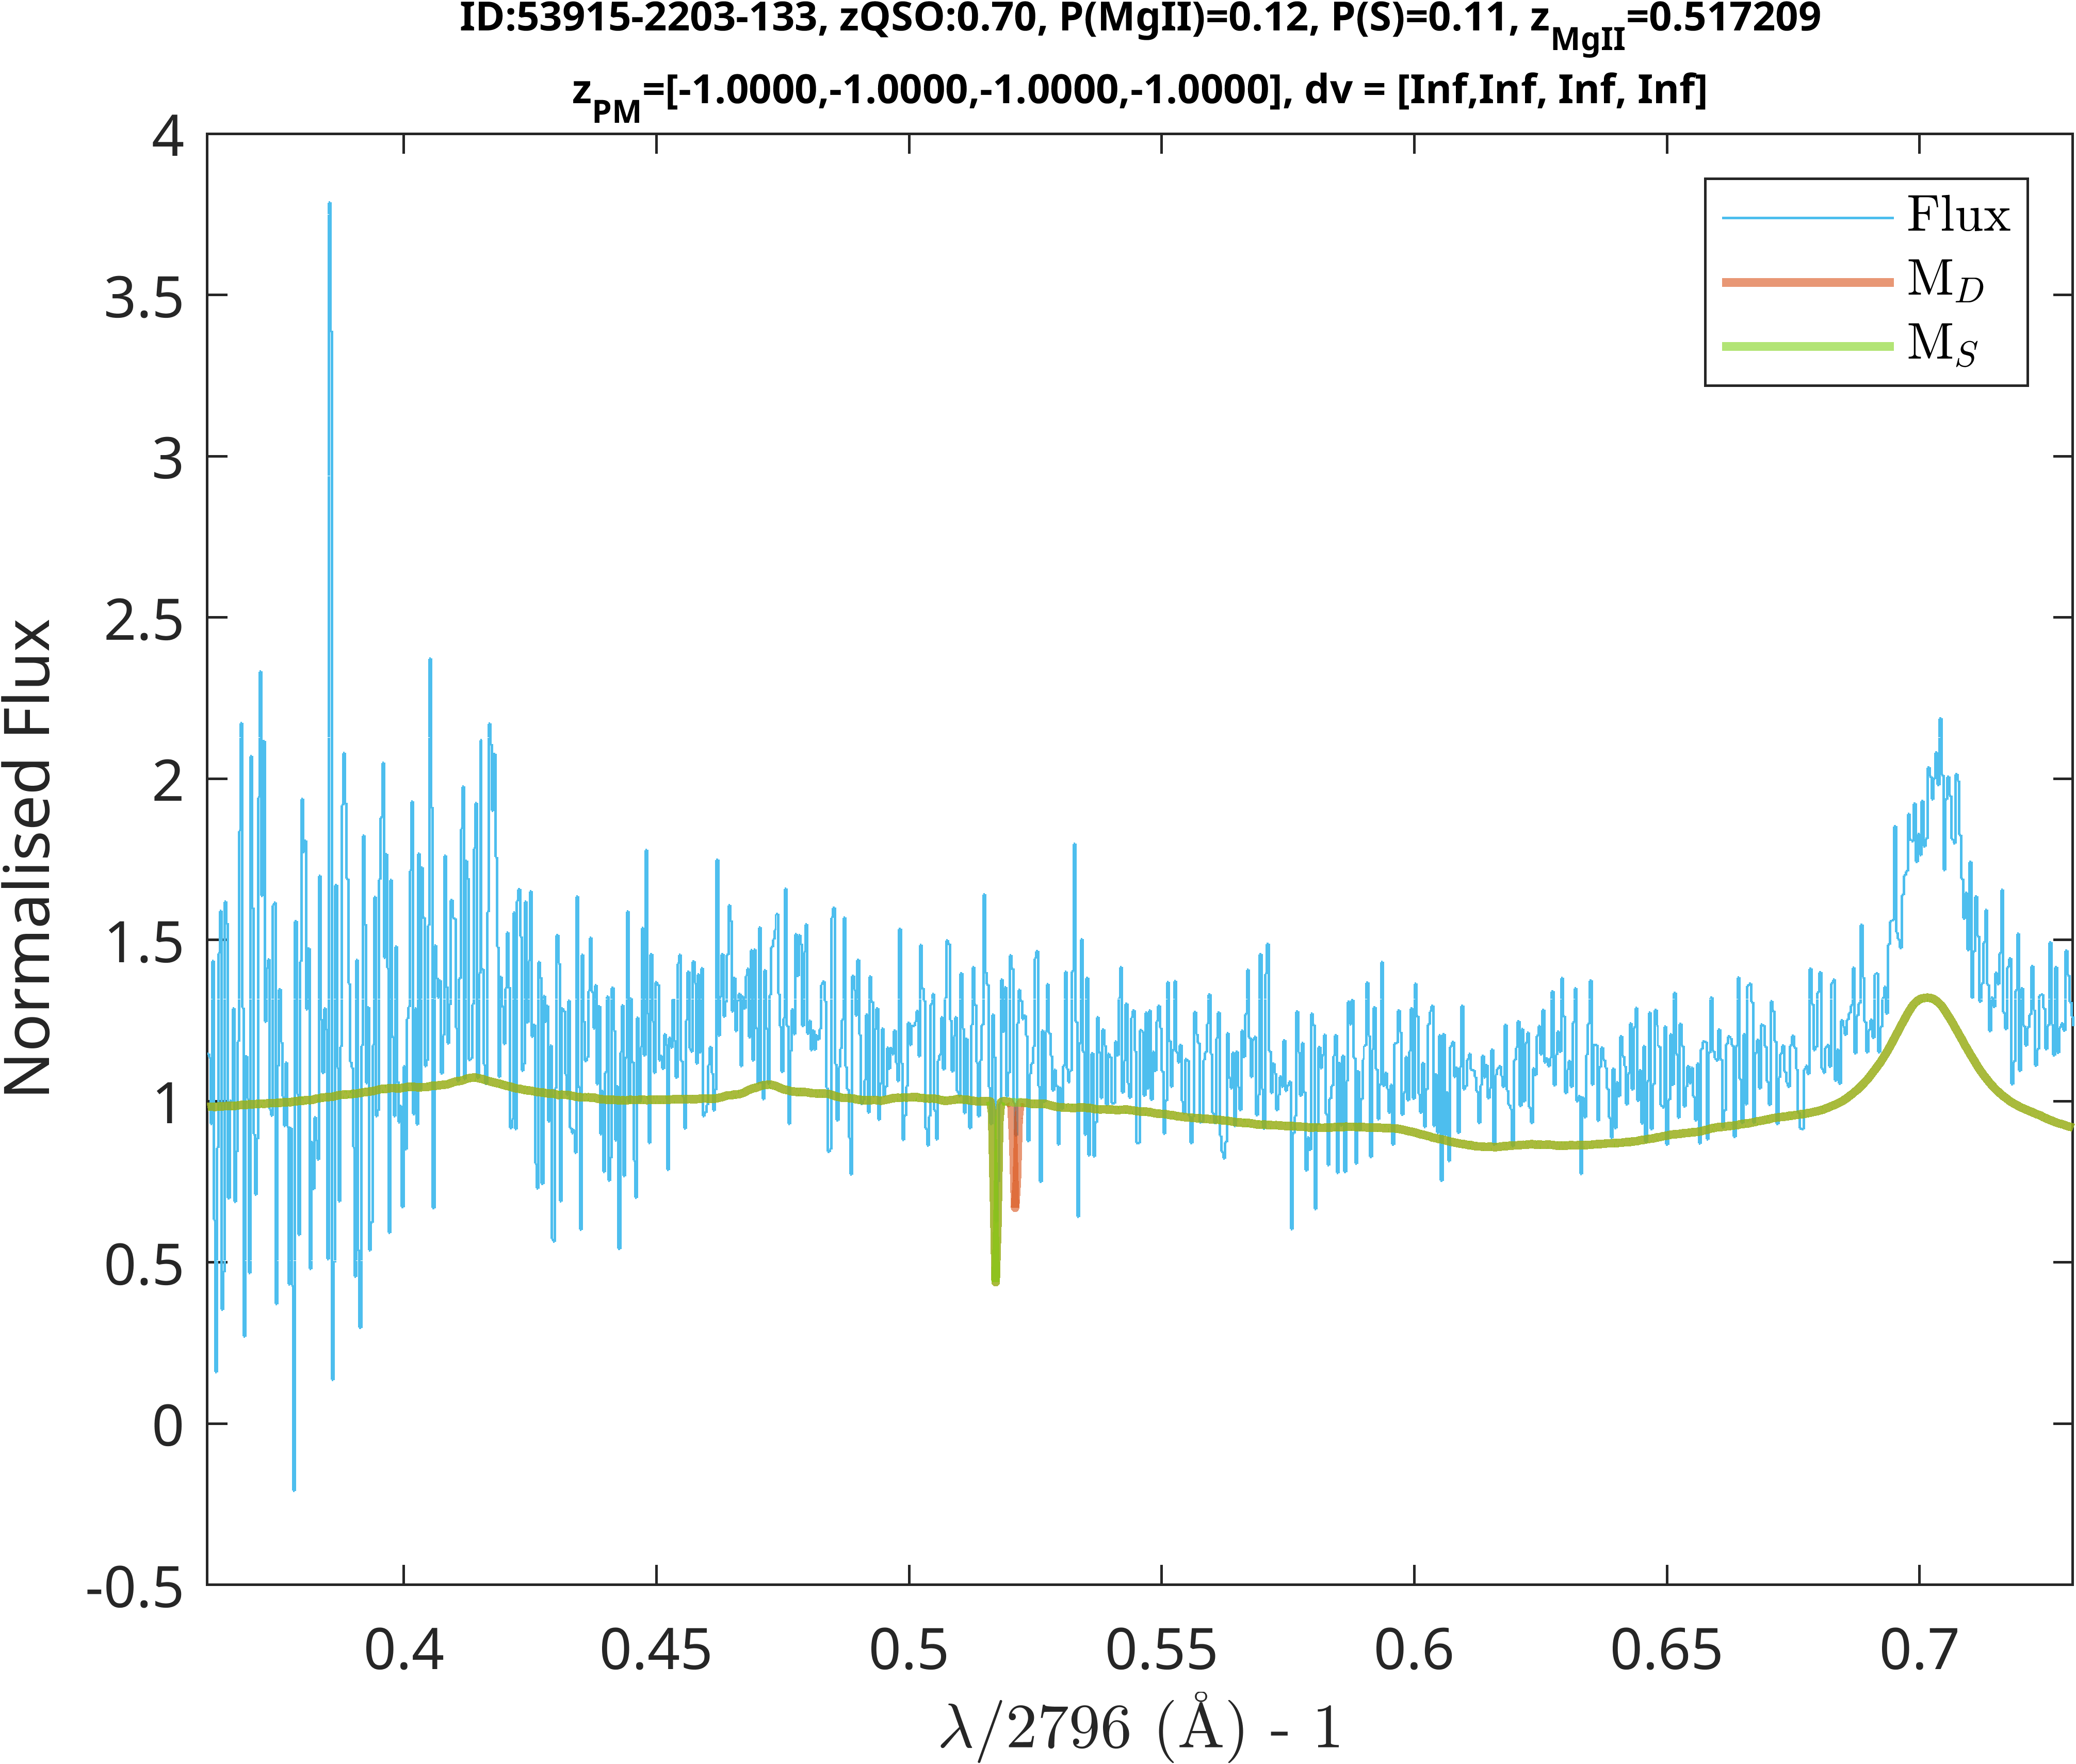 ID:53915-2203-133, zQSO:0.70, P(MgII)=0.12, P(S)=0.11, zMgII=0.517209
zPM=[-1.0000,-1.0000,-1.0000,-1.0000], dv = [Inf,Inf, Inf, Inf]
4
3.5
3
2.5
2
1.5
1
0.5
0
-0.5
Normalised Flux
Flux
MD
MS
0.4 0.45 0.5 0.55 0.6 0.65 0.7
λ/2796 (Å) - 1